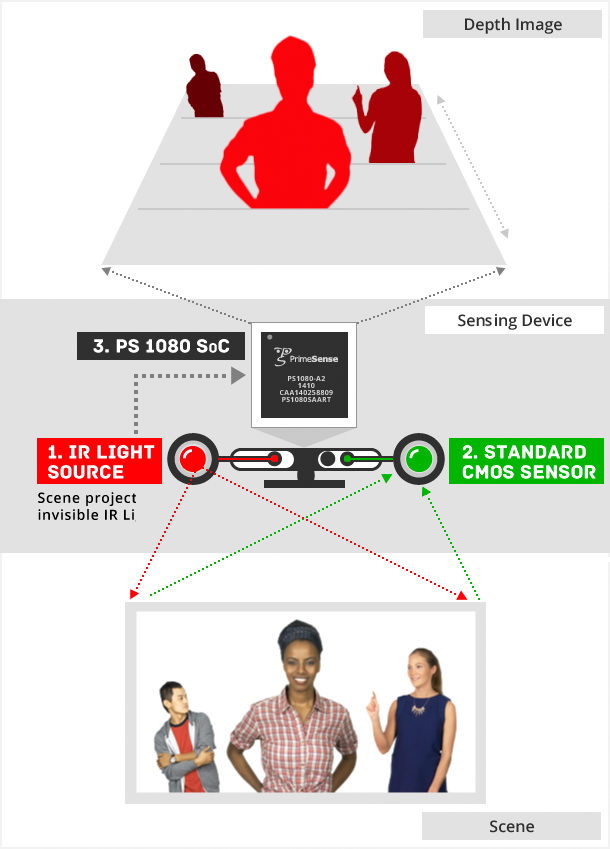 Depth Image
Sensing Device
3. PS 1080 SoC
PrimeSense
PS1080-A2
1410
CAA140258809
PS1080SAART
1. IR LIGHT
SOURCE
2. STANDARD
CMOS SENSOR
Scene project
invisible IR Li
Scene